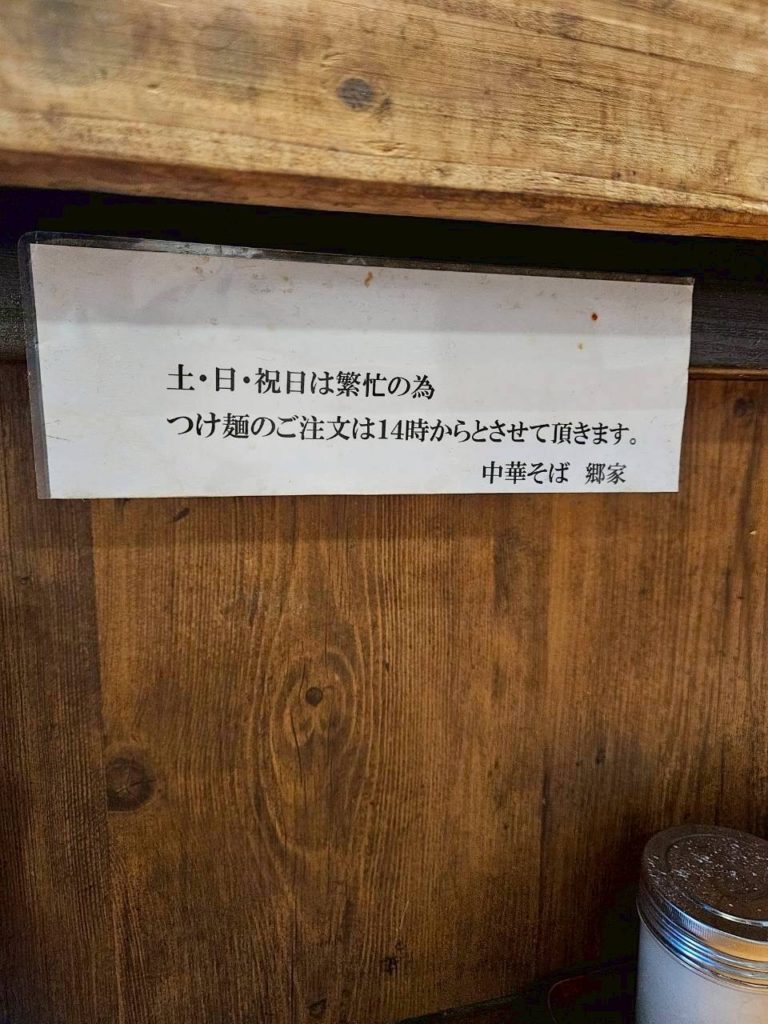 土・日・祝日は繁忙の為
つけ麺のご注文は14時からとさせて頂きます。
中華そば 郷家